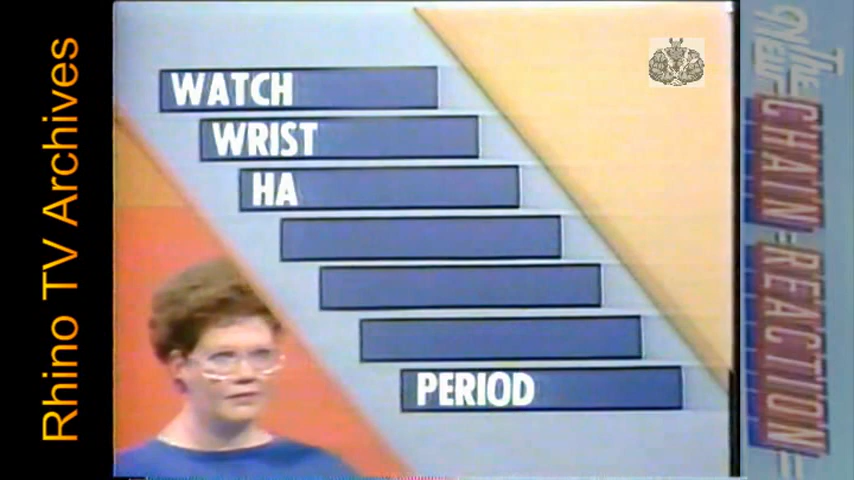 Rhino TV Archives
WATCH
WRIST
HA
PERIOD
The
New
CHAIN
REACTION